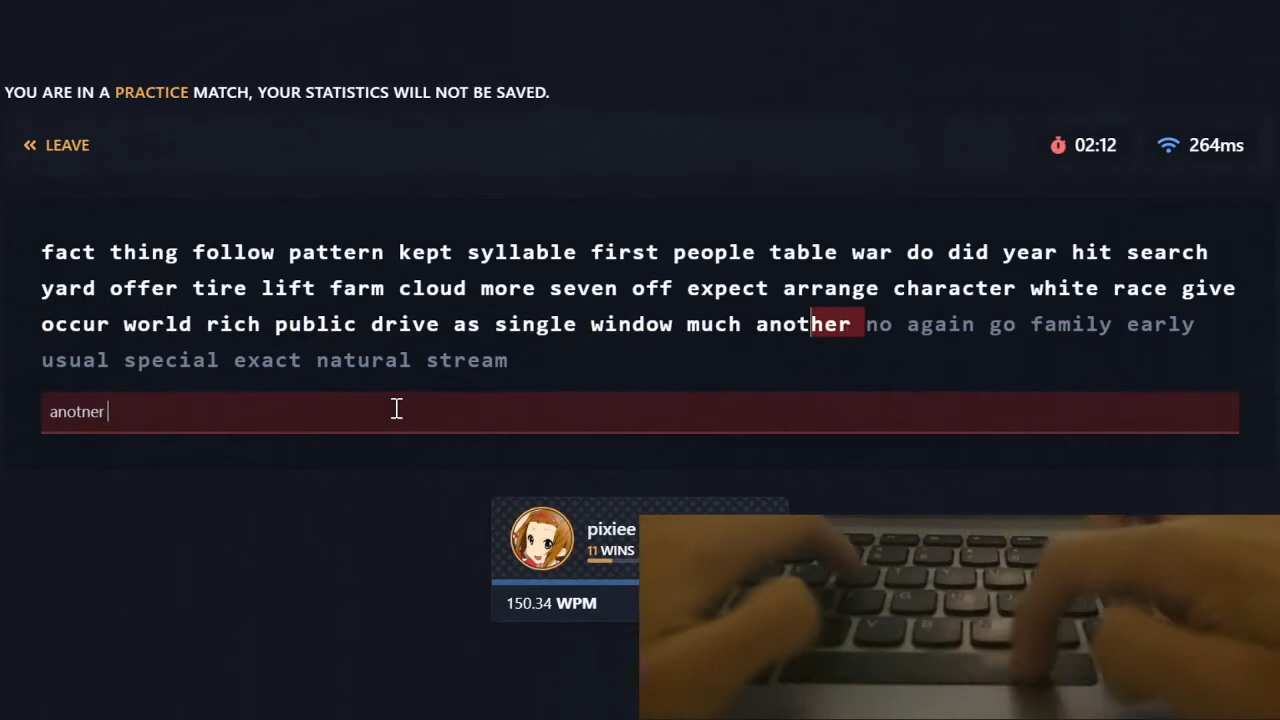 YOU ARE IN A PRACTICE MATCH, YOUR STATISTICS WILL NOT BE SAVED.
« LEAVE
02:12
264ms
fact thing follow pattern kept syllable first people table war do did year hit search
yard offer tire lift farm cloud more seven off expect arrange character white race give
occur world rich public drive as single window much another no again go family early
usual special exact natural stream
anotner
pixiee
11 WINS
150.34 WPM